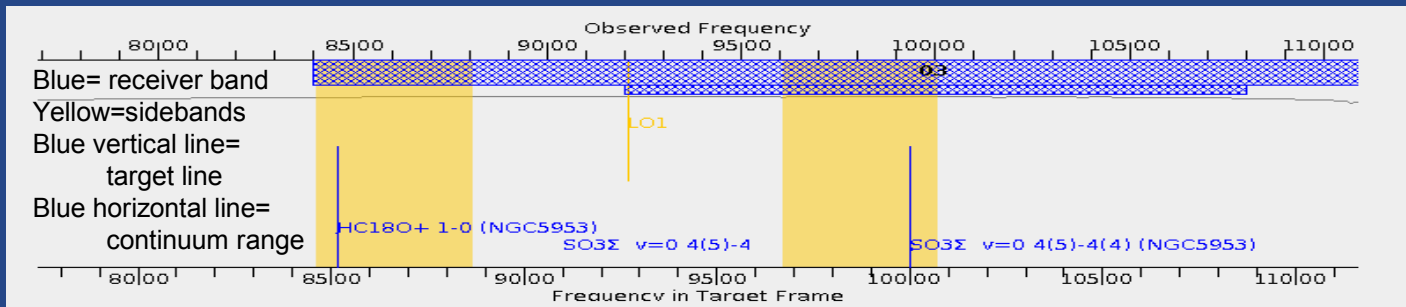 Observed Frequency
80|00 85|00 90|00 95|00 100|00 105|00 110|00
03
Blue= receiver band
Yellow=sidebands
LO1
Blue vertical line=
target line
Blue horizontal line=
continuum range
HC18O+ 1-0 (NGC5953)
SO3Σ v=0 4(5)-4
SO3Σ v=0 4(5)-4(4) (NGC5953)
80|00 85|00 90|00 95|00 100|00 105|00 110|00
Frequency in Target Frame